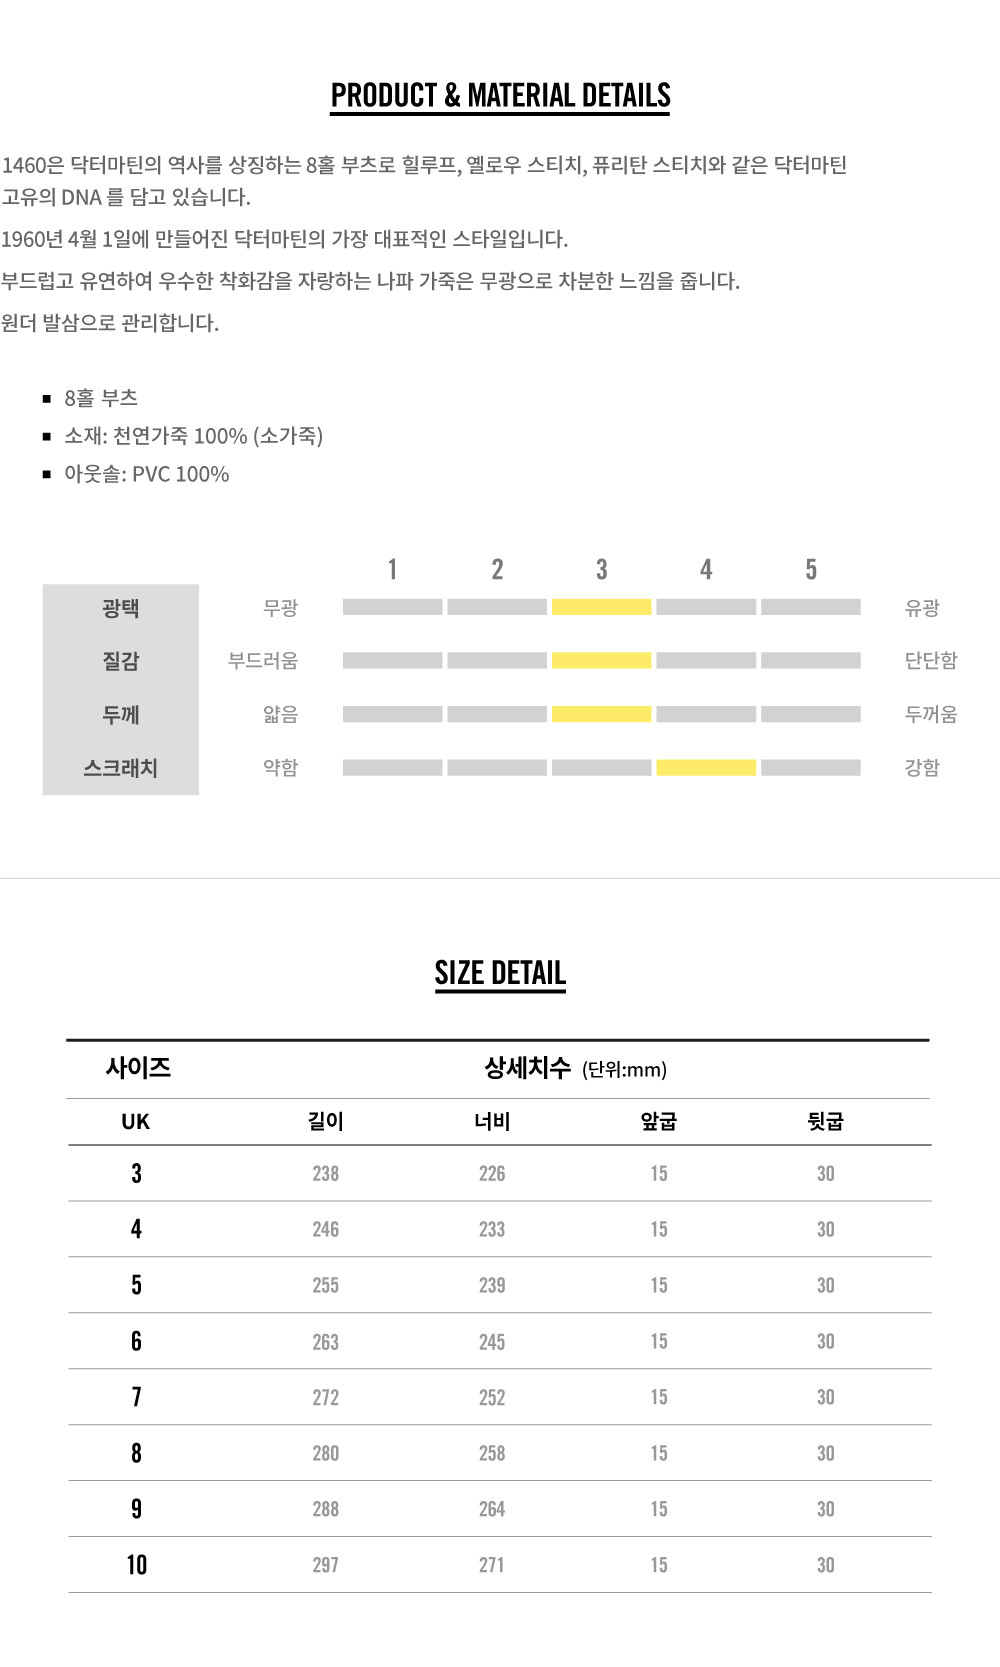 PRODUCT & MATERIAL DETAILS
1460은 닥터마틴의 역사를 상징하는 8홀 부츠로 힐루프, 옐로우 스티치, 퓨리탄 스티치와 같은 닥터마틴
고유의 DNA 를 담고 있습니다.
1960년 4월 1일에 만들어진 닥터마틴의 가장 대표적인 스타일입니다.
부드럽고 유연하여 우수한 착화감을 자랑하는 나파 가죽은 무광으로 차분한 느낌을 줍니다.
원더 발삼으로 관리합니다.
■ 8홀 부츠
■ 소재: 천연가죽 100% (소가죽)
■ 아웃솔: PVC 100%
1 2 3 4 5
광택 무광 유광
질감 부드러움 단단함
두께 얇음 두꺼움
스크래치 약함 강함
SIZE DETAIL
사이즈 상세치수 (단위:mm)
UK 길이 너비 앞굽 뒷굽
3 238 226 15 30
4 246 233 15 30
5 255 239 15 30
6 263 245 15 30
7 272 252 15 30
8 280 258 15 30
9 288 264 15 30
10 297 271 15 30